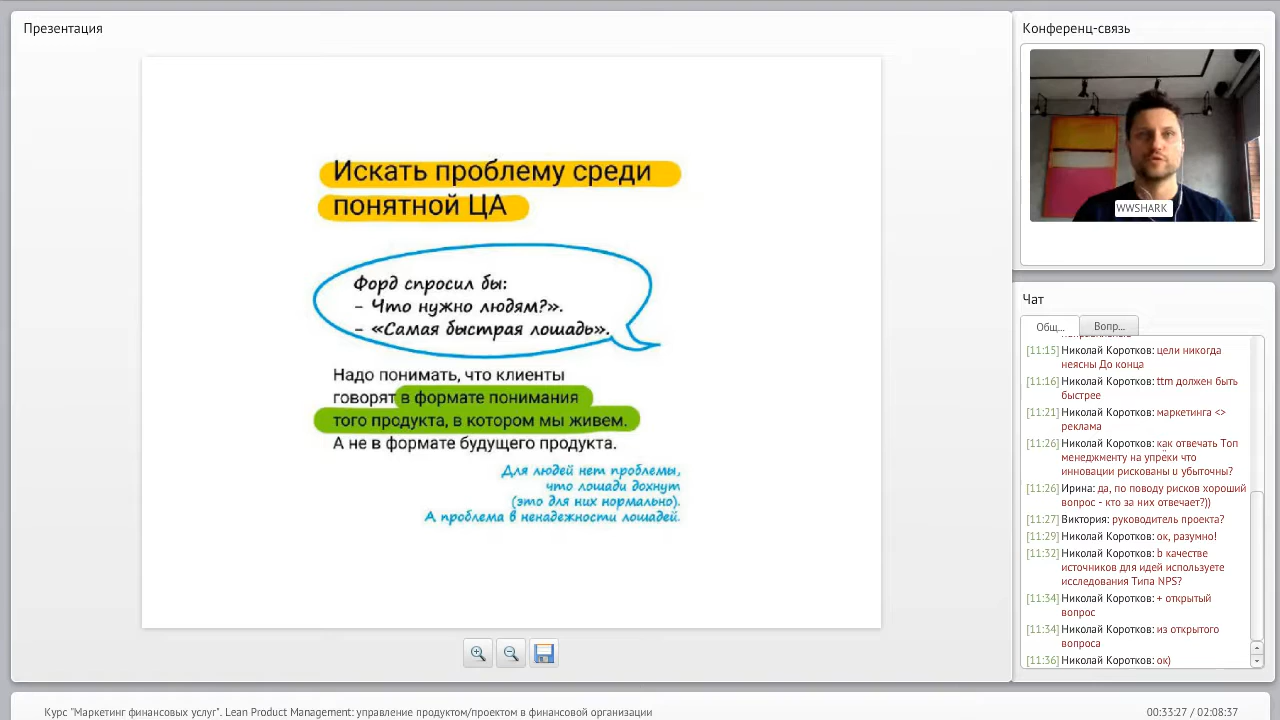 Презентация
Искать проблему среди
понятной ЦА
Форд спросил бы:
– Что нужно людям?».
– «Самая быстрая лошадь».
Надо понимать, что клиенты
говорят в формате понимания
того продукта, в котором мы живем.
А не в формате будущего продукта.
Для людей нет проблемы,
что лошади дохнут
(это для них нормально).
А проблема в ненадежности лошадей.
Конференц-связь
WWSHARK
Чат
Общ...
Вопр...
[11:15] Николай Коротков: цели никогда
неясны До конца
[11:16] Николай Коротков: ttm должен быть
быстрее
[11:21] Николай Коротков: маркетинга <>
реклама
[11:26] Николай Коротков: как отвечать Топ
менеджменту на упрёки что
инновации рискованы u убыточны?
[11:26] Ирина: да, по поводу рисков хороший
вопрос - кто за них отвечает?))
[11:27] Виктория: руководитель проекта?
[11:29] Николай Коротков: ок, разумно!
[11:32] Николай Коротков: b качестве
источников для идей используете
исследования Типа NPS?
[11:34] Николай Коротков: + открытый
вопрос
[11:34] Николай Коротков: из открытого
вопроса
[11:36] Николай Коротков: ок)
Курс "Маркетинг финансовых услуг". Lean Product Management: управление продуктом/проектом в финансовой организации
00:33:27 / 02:08:37